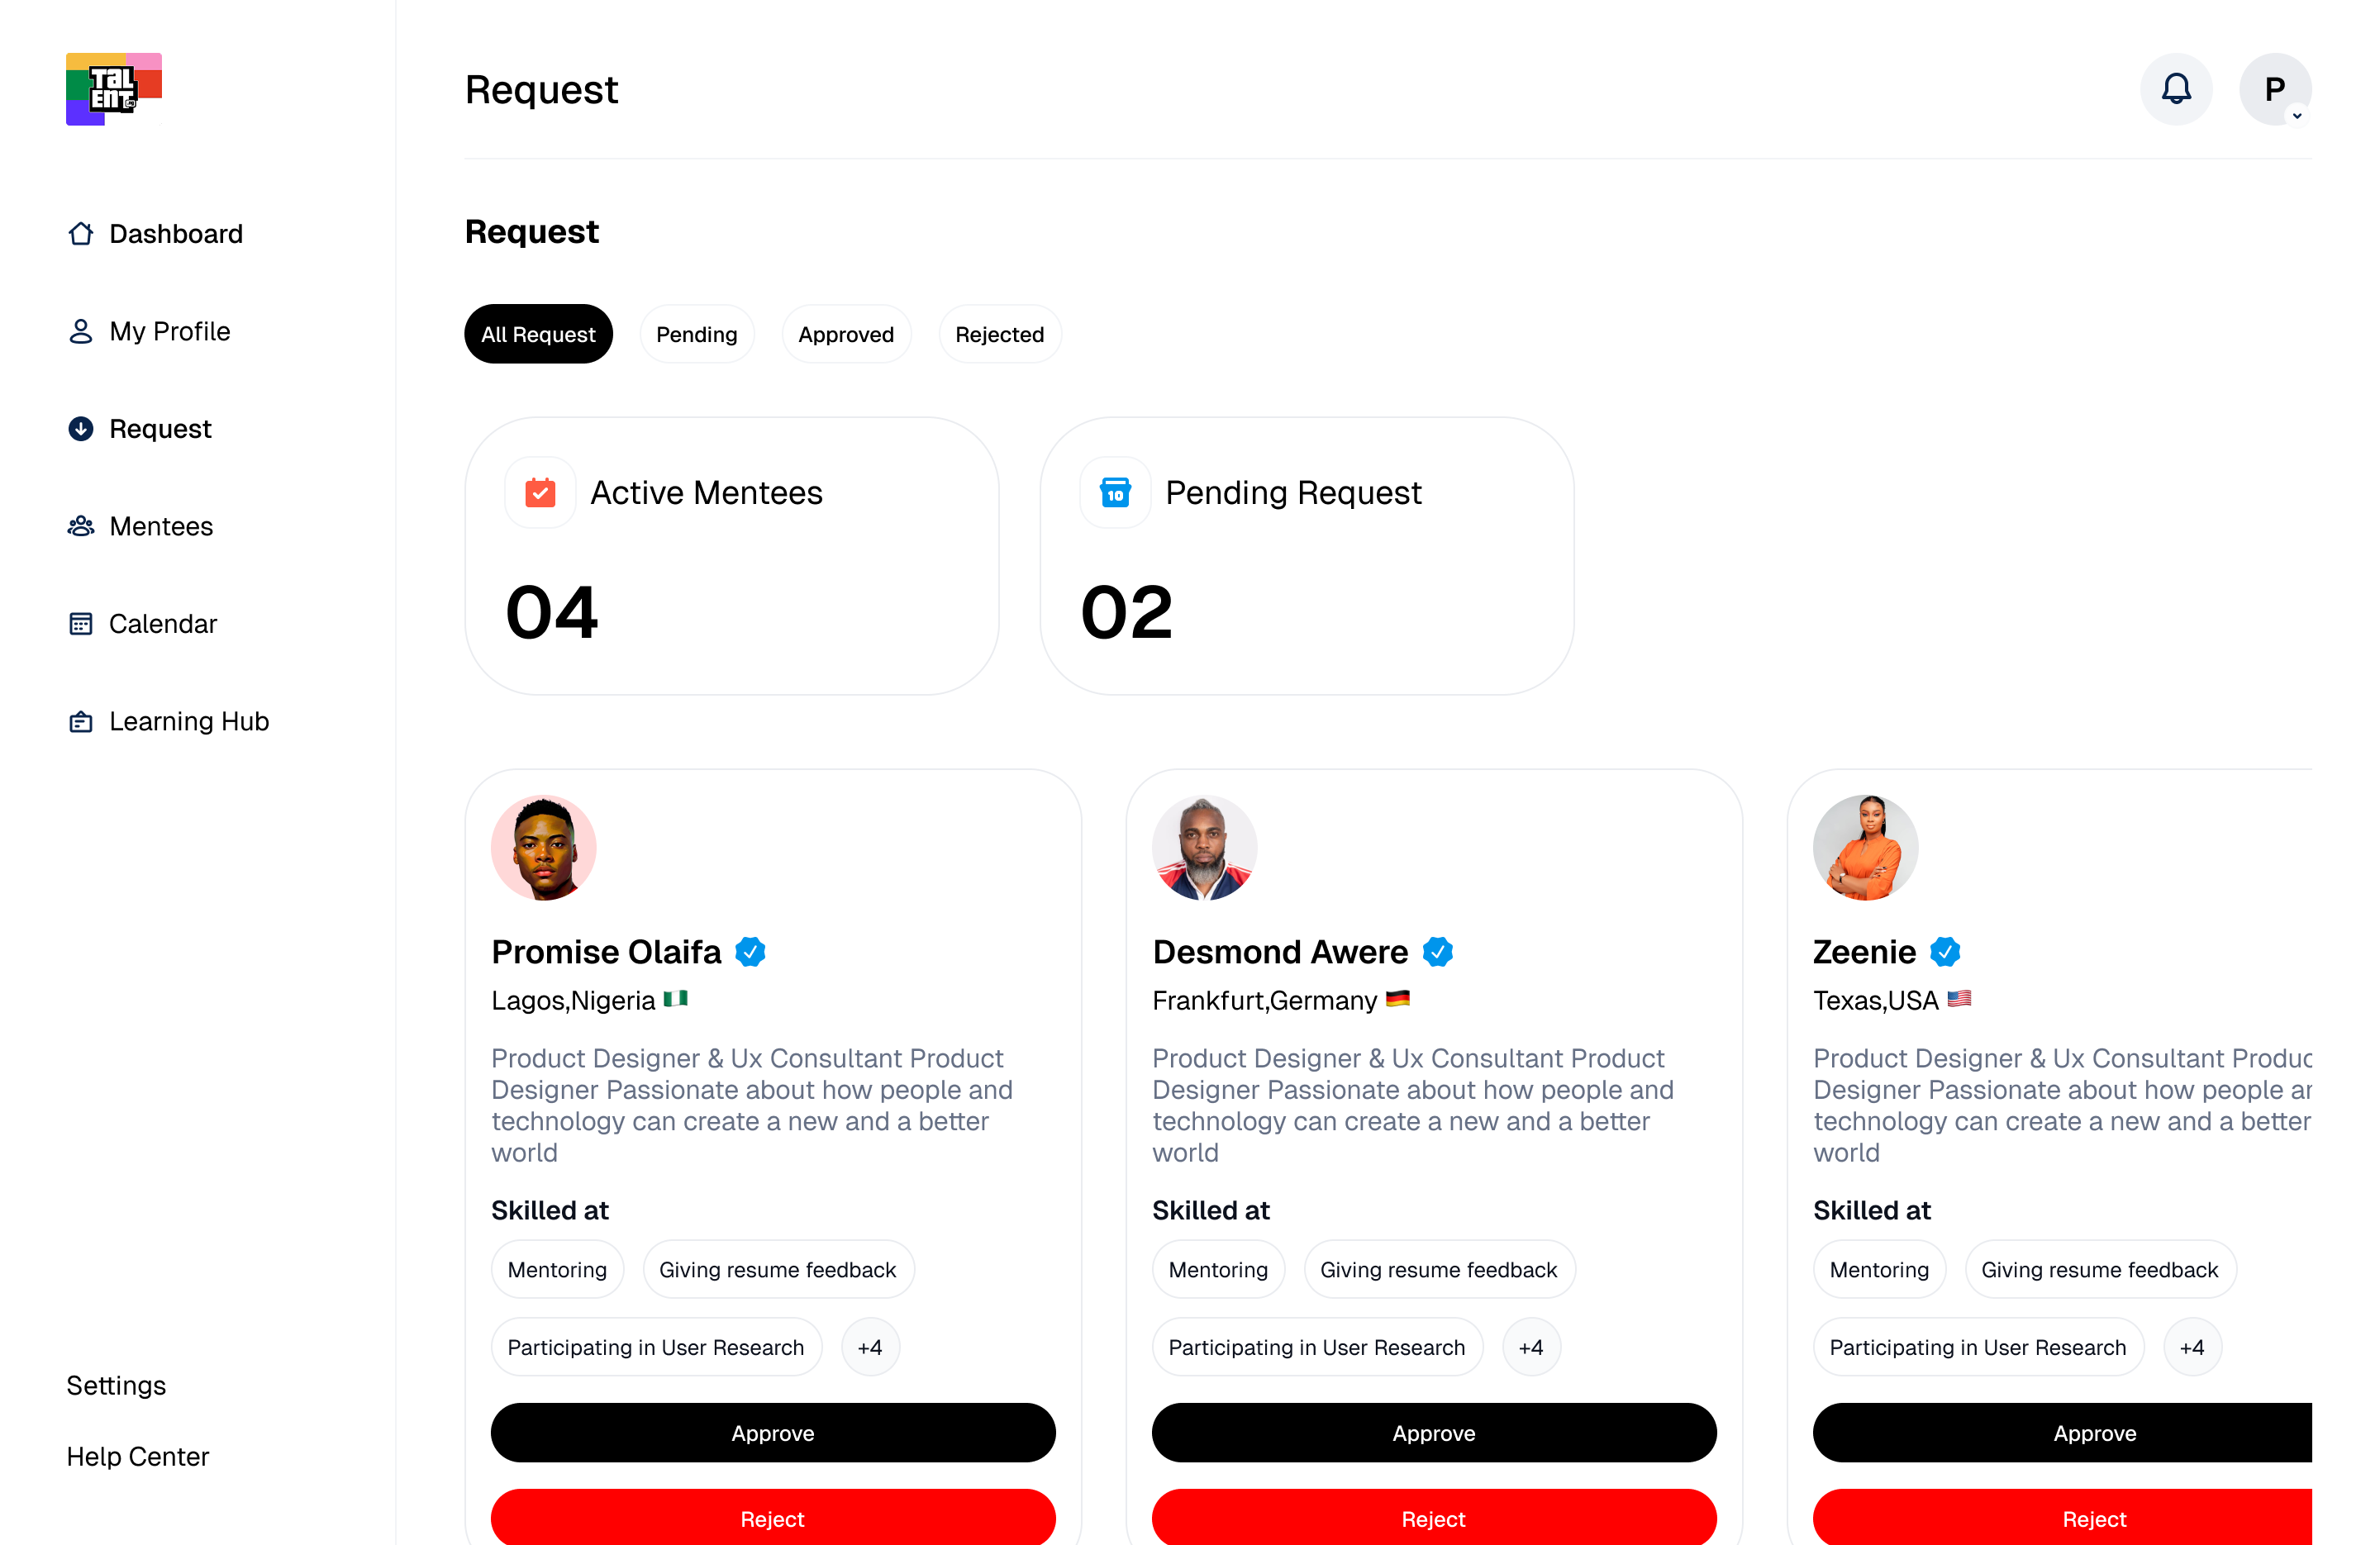 TALENT
Request
P
Dashboard
My Profile
Request
Mentees
Calendar
Learning Hub
Settings
Help Center
Request
All Request
Pending
Approved
Rejected
Active Mentees
04
10
Pending Request
02
Promise Olaifa
Lagos,Nigeria
Product Designer & Ux Consultant Product
Designer Passionate about how people and
technology can create a new and a better
world
Skilled at
Mentoring
Giving resume feedback
Participating in User Research
+4
Approve
Reject
Desmond Awere
Frankfurt,Germany
Product Designer & Ux Consultant Product
Designer Passionate about how people and
technology can create a new and a better
world
Skilled at
Mentoring
Giving resume feedback
Participating in User Research
+4
Approve
Reject
Zeenie
Texas,USA
Product Designer & Ux Consultant Produc
Designer Passionate about how people ar
technology can create a new and a better
world
Skilled at
Mentoring
Giving resume feedback
Participating in User Research
+4
Approve
Reject